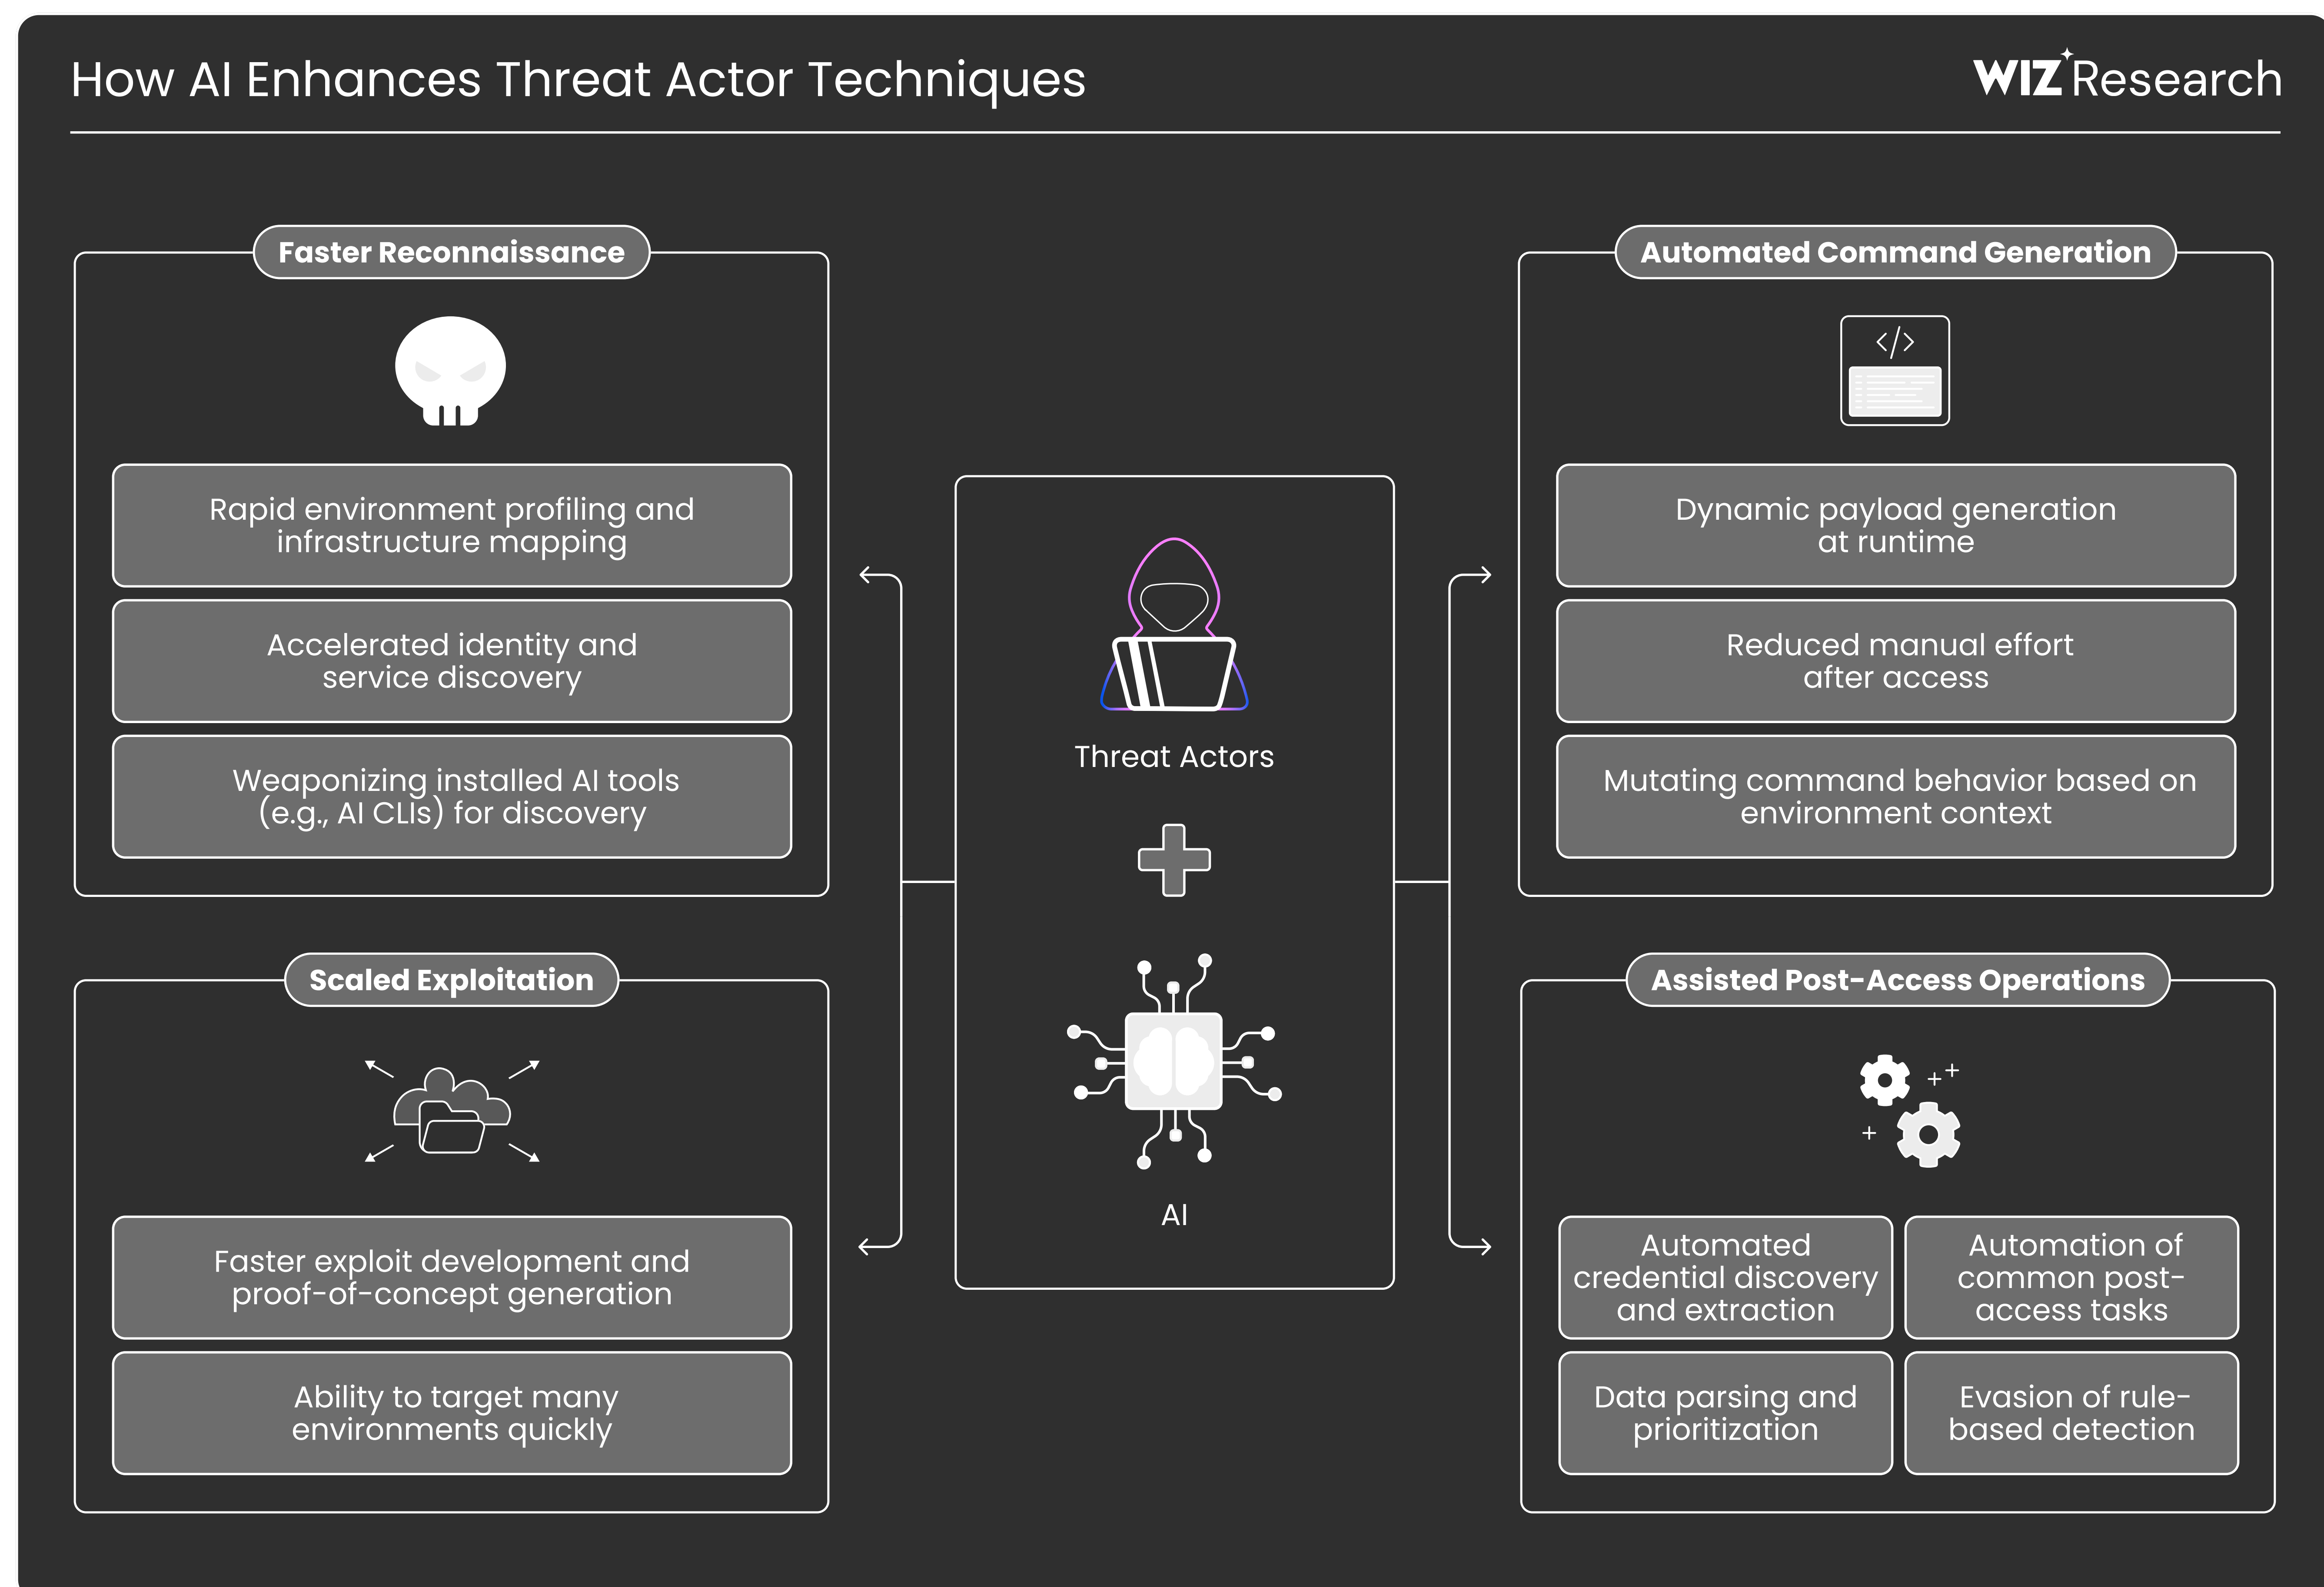 How AI Enhances Threat Actor Techniques
WIZ Research
Faster Reconnaissance
Rapid environment profiling and
infrastructure mapping
Accelerated identity and
service discovery
Weaponizing installed AI tools
(e.g., AI CLIs) for discovery
Scaled Exploitation
Faster exploit development and
proof-of-concept generation
Ability to target many
environments quickly
Threat Actors
AI
Automated Command Generation
</>
Dynamic payload generation
at runtime
Reduced manual effort
after access
Mutating command behavior based on
environment context
Assisted Post-Access Operations
Automated
credential discovery
and extraction
Automation of
common post-
access tasks
Data parsing and
prioritization
Evasion of rule-
based detection